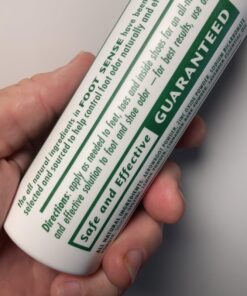 the all natural ingredients in FOOT SENSE have been
selected and sourced to help control foot odor naturally and
Directions: apply as needed to feet, toes and inside shoes for an all-n
and effective solution to foot and shoe odor – for best results, use
Safe and Effective GUARANTEED
ALL NATURAL INGREDIENTS: